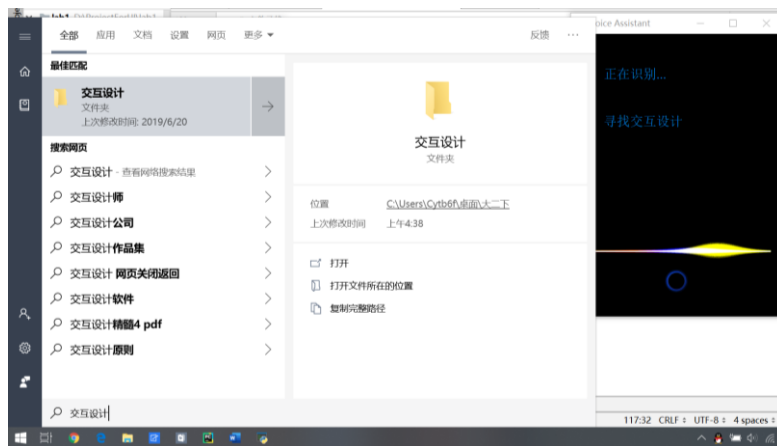 全部 应用 文档 设置 网页 更多 反馈 ...
最佳匹配
交互设计
文件夹
上次修改时间: 2019/6/20
搜索网页
交互设计 - 查看网络搜索结果
交互设计师
交互设计公司
交互设计作品集
交互设计 网页关闭返回
交互设计软件
交互设计精髓4 pdf
交互设计原则
交互设计
交互设计
文件夹
位置 C:\Users\Cytb6f\桌面\大二下
上次修改时间 上午4:38
打开
打开文件所在的位置
复制完整路径
oice Assistant
正在识别...
寻找交互设计
117:32 CRLF UTF-8 4 spaces